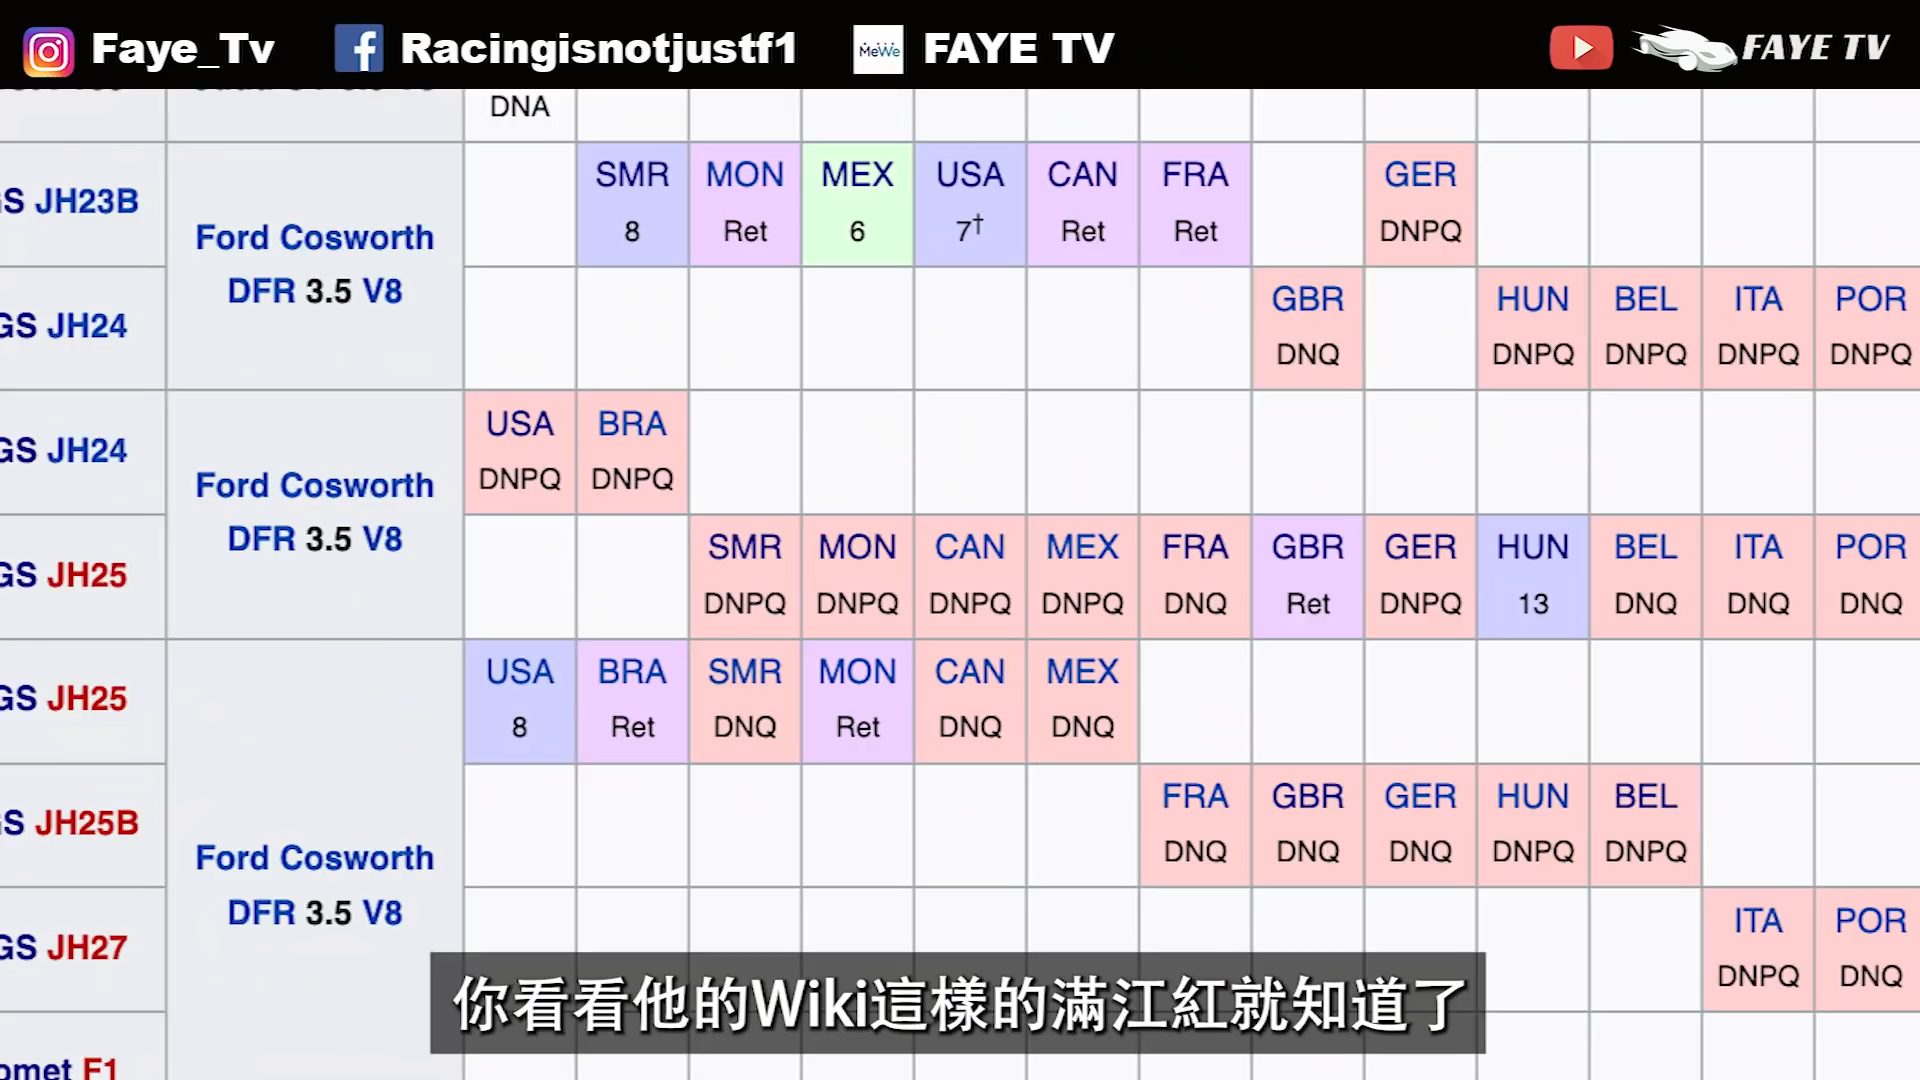 Faye_Tv Racingisnotjustf1 MeWe FAYE TV FAYE TV
DNA
GS JH23B
Ford Cosworth
DFR 3.5 V8
SMR MON MEX USA CAN FRA GER
8 Ret 6 7† Ret Ret DNPQ
GS JH24
GBR HUN BEL ITA POR
DNQ DNPQ DNPQ DNPQ DNPQ
GS JH24
Ford Cosworth
DFR 3.5 V8
USA BRA
DNPQ DNPQ
GS JH25
SMR MON CAN MEX FRA GBR GER HUN BEL ITA POR
DNPQ DNPQ DNPQ DNPQ DNQ Ret DNPQ 13 DNQ DNQ DNQ
GS JH25
Ford Cosworth
DFR 3.5 V8
USA BRA SMR MON CAN MEX
8 Ret DNQ Ret DNQ DNQ
GS JH25B
FRA GBR GER HUN BEL
DNQ DNQ DNQ DNPQ DNPQ
GS JH27
ITA POR
DNPQ DNQ
omet F1
你看看他的Wiki這樣的滿江紅就知道了